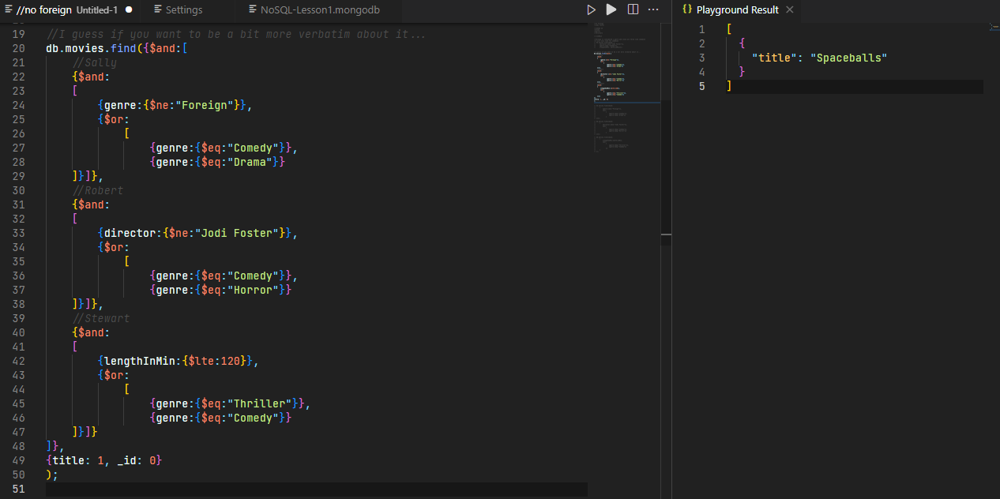 //no foreign Untitled-1 Settings NoSQL-Lesson1.mongodb
19 //I guess if you want to be a bit more verbatim about it...
20 db.movies.find({$and:[
21 //Sally
22 {$and:
23 [
24 {genre:{$ne:"Foreign"}},
25 {$or:
26 [
27 {genre:{$eq:"Comedy"}},
28 {genre:{$eq:"Drama"}}
29 ]}]},
30 //Robert
31 {$and:
32 [
33 {director:{$ne:"Jodi Foster"}},
34 {$or:
35 [
36 {genre:{$eq:"Comedy"}},
37 {genre:{$eq:"Horror"}}
38 ]}]},
39 //Stewart
40 {$and:
41 [
42 {lengthInMin:{$lte:120}},
43 {$or:
44 [
45 {genre:{$eq:"Thriller"}},
46 {genre:{$eq:"Comedy"}}
47 ]}]}
48 ]},
49 {title: 1, _id: 0}
50 );
51
{} Playground Result
1 [
2 {
3 "title": "Spaceballs"
4 }
5 ]